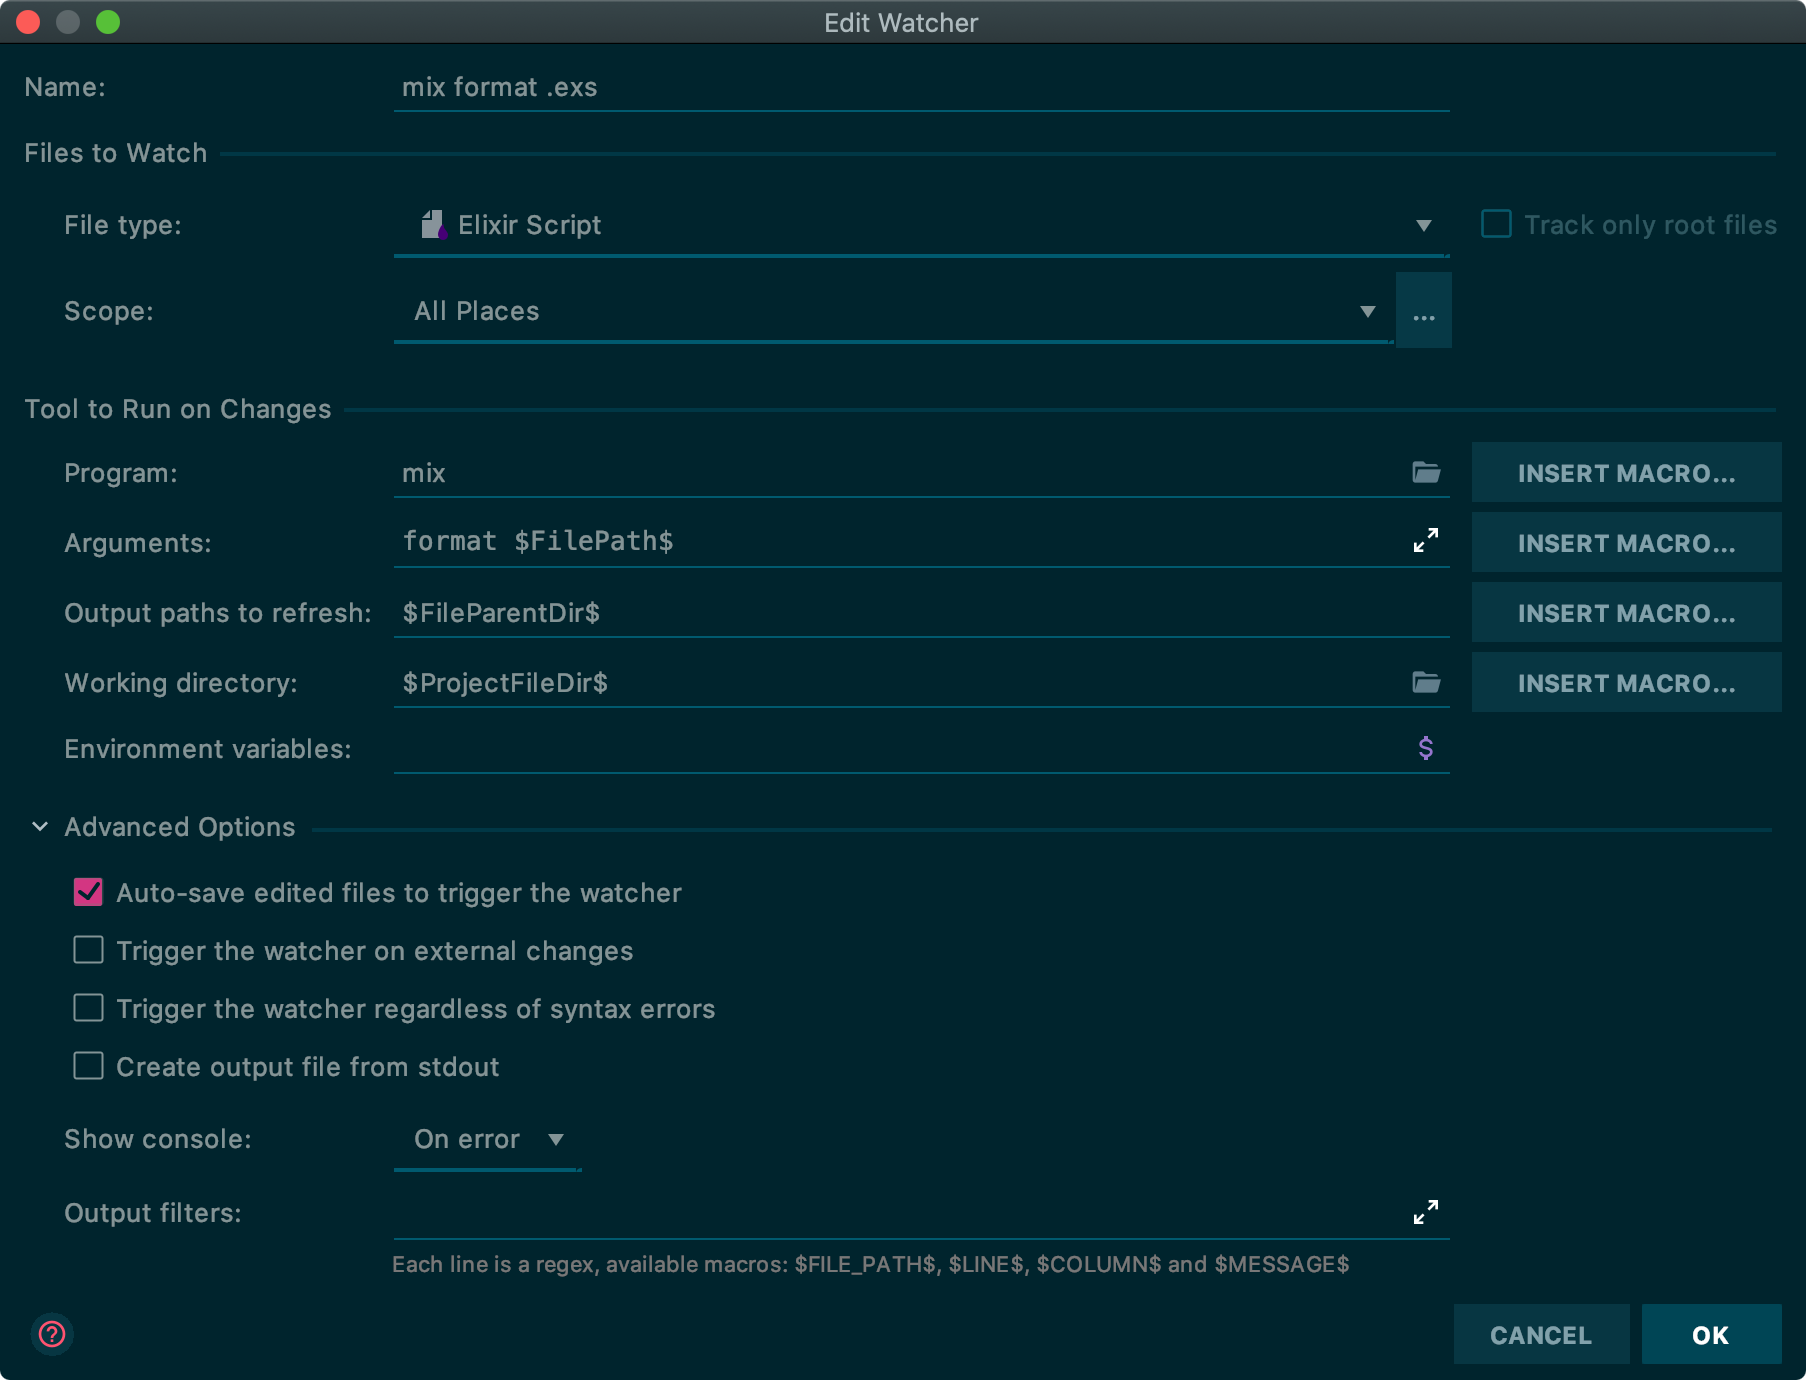 Edit Watcher
Name: mix format .exs
Files to Watch
File type: Elixir Script Track only root files
Scope: All Places ...
Tool to Run on Changes
Program: mix INSERT MACRO...
Arguments: format $FilePath$ INSERT MACRO...
Output paths to refresh: $FileParentDir$ INSERT MACRO...
Working directory: $ProjectFileDir$ INSERT MACRO...
Environment variables: $
Advanced Options
Auto-save edited files to trigger the watcher
Trigger the watcher on external changes
Trigger the watcher regardless of syntax errors
Create output file from stdout
Show console: On error
Output filters:
Each line is a regex, available macros: $FILE_PATH$, $LINE$, $COLUMN$ and $MESSAGE$
? CANCEL OK